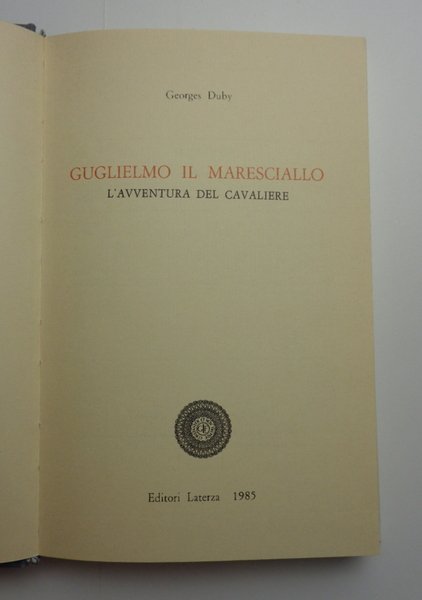 Georges Duby
GUGLIELMO IL MARESCIALLO
L'AVVENTURA DEL CAVALIERE
Editori Laterza 1985